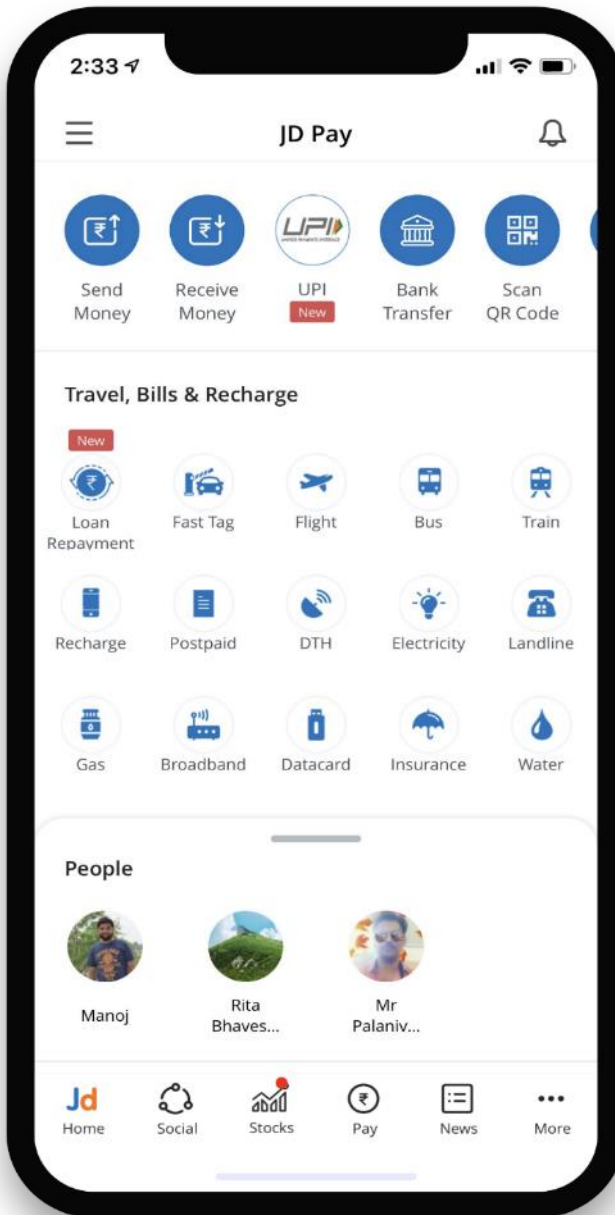 2:33
JD Pay
UPI
Send Money
Receive Money
UPI
New
Bank Transfer
Scan QR Code
Travel, Bills & Recharge
New
Loan Repayment
Fast Tag
Flight
Bus
Train
Recharge
Postpaid
DTH
Electricity
Landline
Gas
Broadband
Datacard
Insurance
Water
People
Manoj
Rita Bhaves...
Mr Palaniv...
Jd
Home
Social
Stocks
Pay
News
More